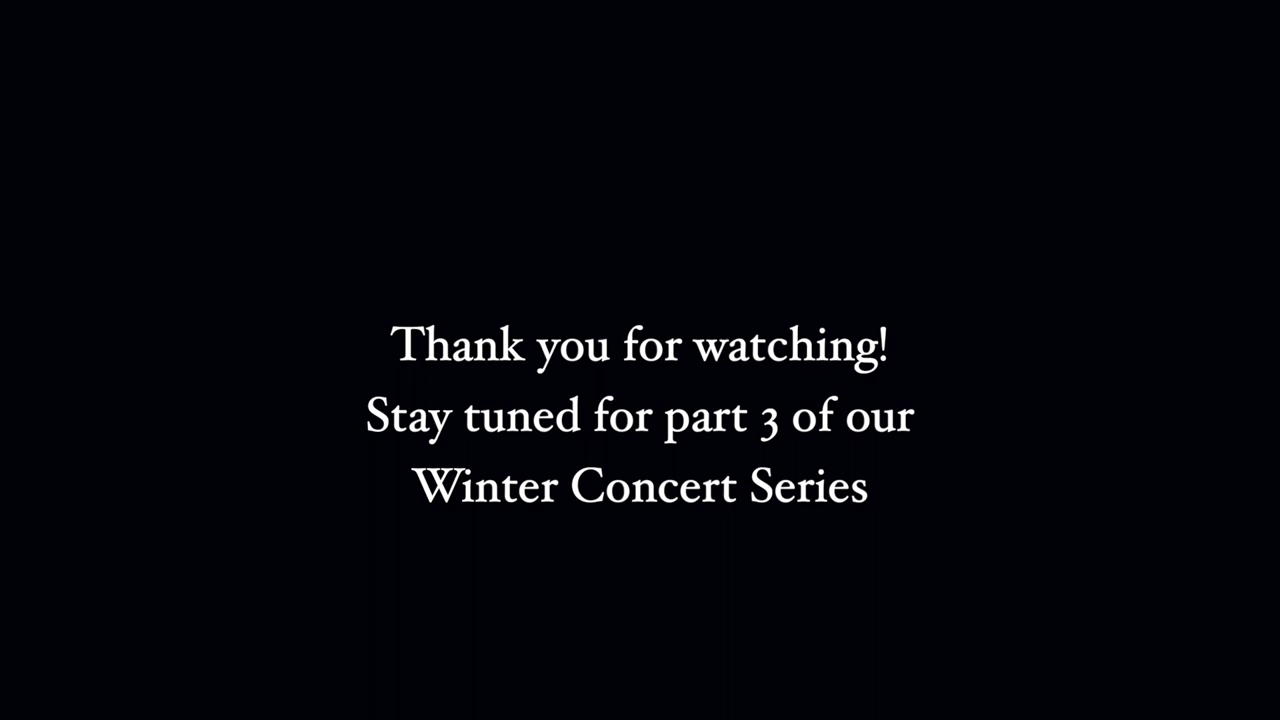 Thank you for watching!
Stay tuned for part 3 of our
Winter Concert Series